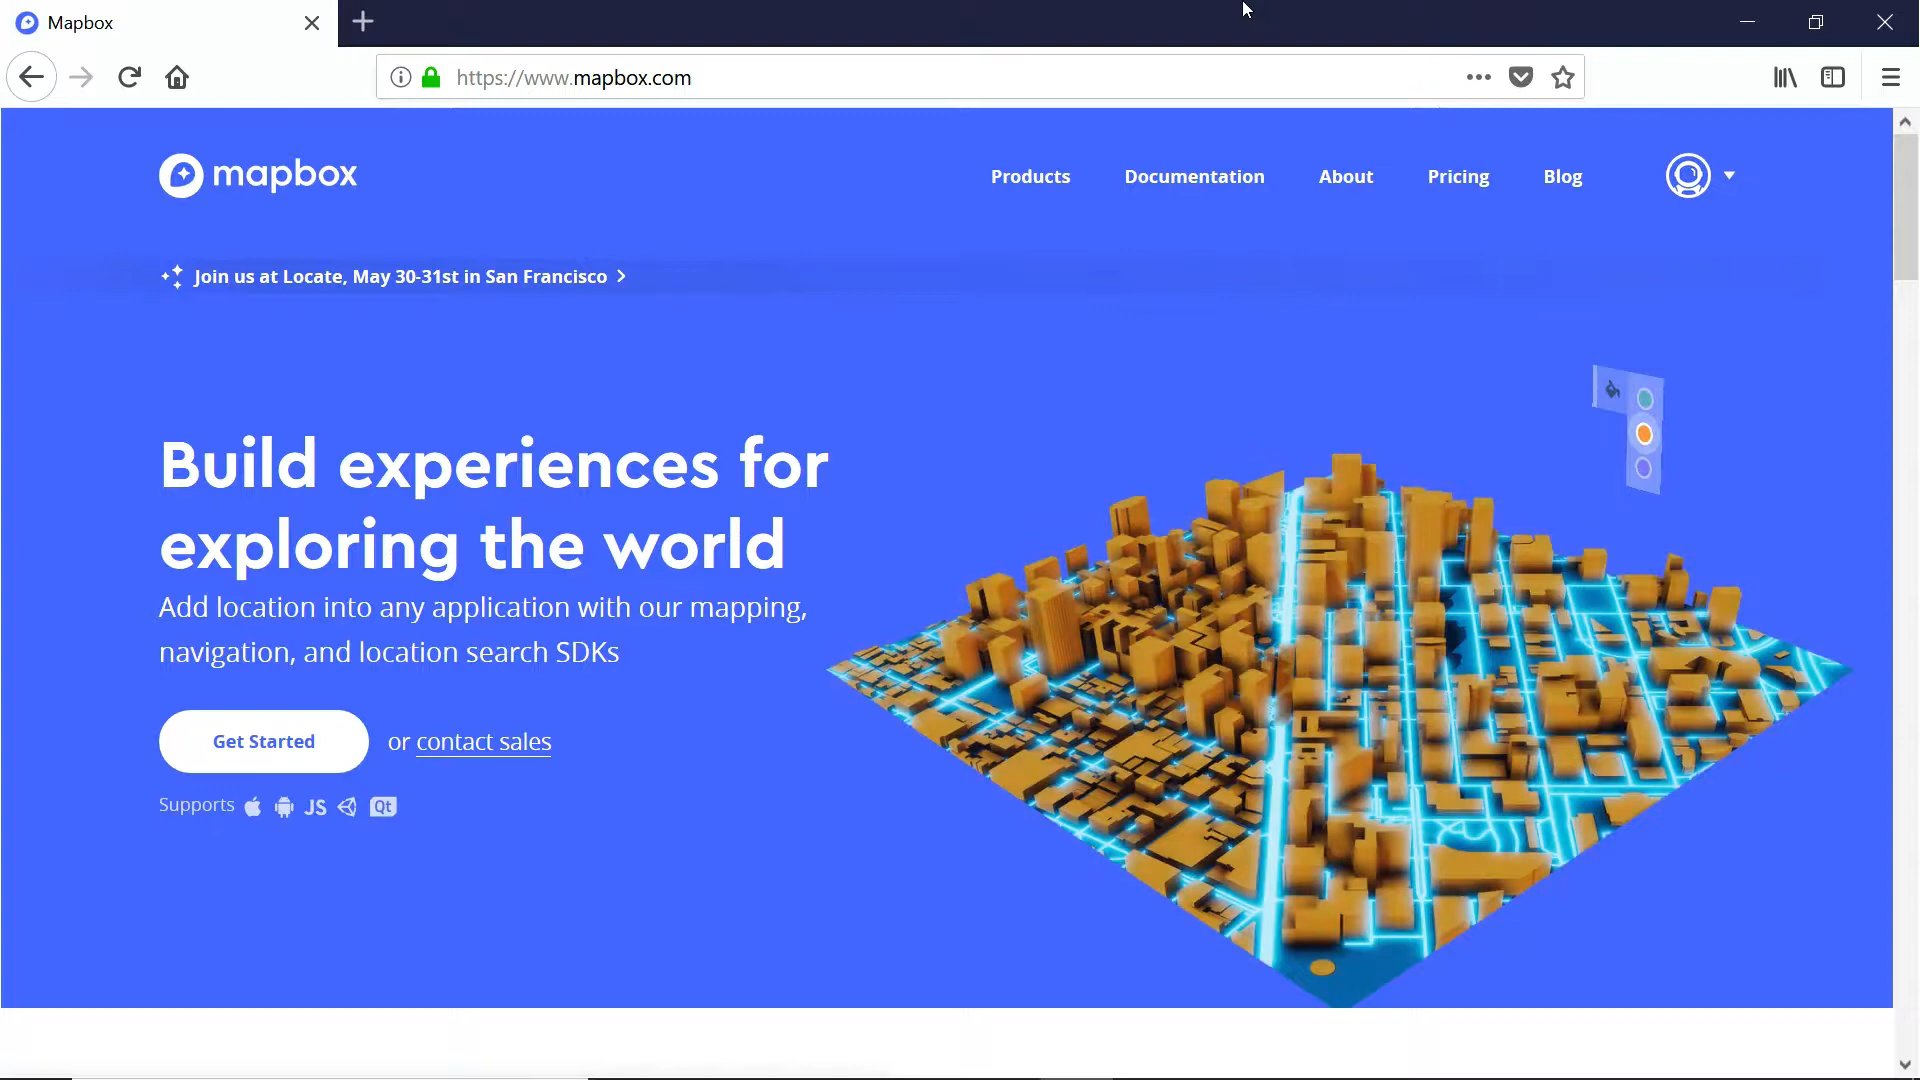 Mapbox
https://www.mapbox.com
mapbox
Products
Documentation
About
Pricing
Blog
Join us at Locate, May 30-31st in San Francisco
Build experiences for
exploring the world
Add location into any application with our mapping,
navigation, and location search SDKs
Get Started
or contact sales
Supports JS Qt